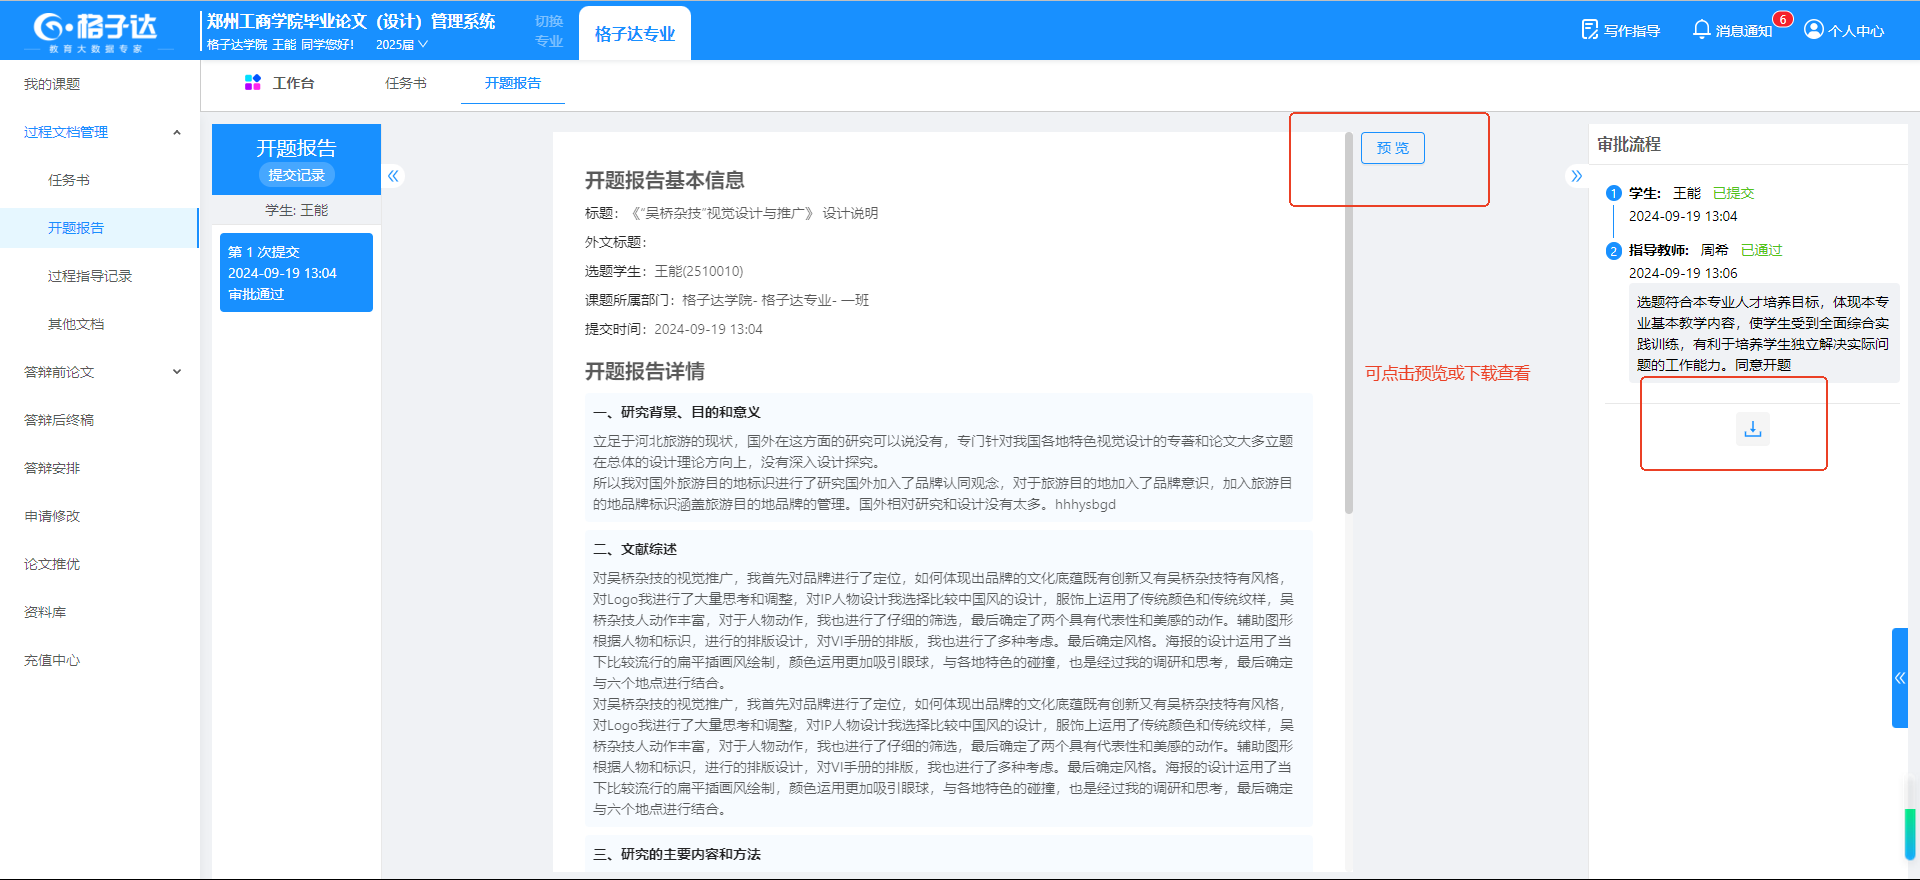 格子达
教育大数据专家
郑州工商学院毕业论文（设计）管理系统
格子达学院 王能 同学您好!
2025届
切换
专业
格子达专业
写作指导
消息通知
6
个人中心
我的课题
过程文档管理
任务书
开题报告
过程指导记录
其他文档
答辩前论文
答辩后终稿
答辩安排
申请修改
论文推优
资料库
充值中心
工作台
任务书
开题报告
开题报告
提交记录
学生: 王能
第 1 次提交
2024-09-19 13:04
审批通过
开题报告基本信息
标题：《“吴桥杂技”视觉设计与推广》 设计说明
外文标题：
选题学生：王能(2510010)
课题所属部门：格子达学院- 格子达专业- 一班
提交时间：2024-09-19 13:04
开题报告详情
一、研究背景、目的和意义
立足于河北旅游的现状，国外在这方面的研究可以说没有，专门针对我国各地特色视觉设计的专著和论文大多立题
在总体的设计理论方向上，没有深入设计探究。
所以我对国外旅游目的地标识进行了研究国外加入了品牌认同观念，对于旅游目的地加入了品牌意识，加入旅游目
的地品牌标识涵盖旅游目的地品牌的管理。国外相对研究和设计没有太多。hhhysbgd
二、文献综述
对吴桥杂技的视觉推广，我首先对品牌进行了定位，如何体现出品牌的文化底蕴既有创新又有吴桥杂技特有风格，
对Logo我进行了大量思考和调整，对IP人物设计我选择比较中国风的设计，服饰上运用了传统颜色和传统纹样，吴
桥杂技人动作丰富，对于人物动作，我也进行了仔细的筛选，最后确定了两个具有代表性和美感的动作。辅助图形
根据人物和标识，进行的排版设计，对VI手册的排版，我也进行了多种考虑。最后确定风格。海报的设计运用了当
下比较流行的扁平插画风绘制，颜色运用更加吸引眼球，与各地特色的碰撞，也是经过我的调研和思考，最后确定
与六个地点进行结合。
对吴桥杂技的视觉推广，我首先对品牌进行了定位，如何体现出品牌的文化底蕴既有创新又有吴桥杂技特有风格，
对Logo我进行了大量思考和调整，对IP人物设计我选择比较中国风的设计，服饰上运用了传统颜色和传统纹样，吴
桥杂技人动作丰富，对于人物动作，我也进行了仔细的筛选，最后确定了两个具有代表性和美感的动作。辅助图形
根据人物和标识，进行的排版设计，对VI手册的排版，我也进行了多种考虑。最后确定风格。海报的设计运用了当
下比较流行的扁平插画风绘制，颜色运用更加吸引眼球，与各地特色的碰撞，也是经过我的调研和思考，最后确定
与六个地点进行结合。
三、研究的主要内容和方法
预 览
可点击预览或下载查看
审批流程
1 学生: 王能 已提交
2024-09-19 13:04
2 指导教师: 周希 已通过
2024-09-19 13:06
选题符合本专业人才培养目标，体现本专
业基本教学内容，使学生受到全面综合实
践训练，有利于培养学生独立解决实际问
题的工作能力。同意开题